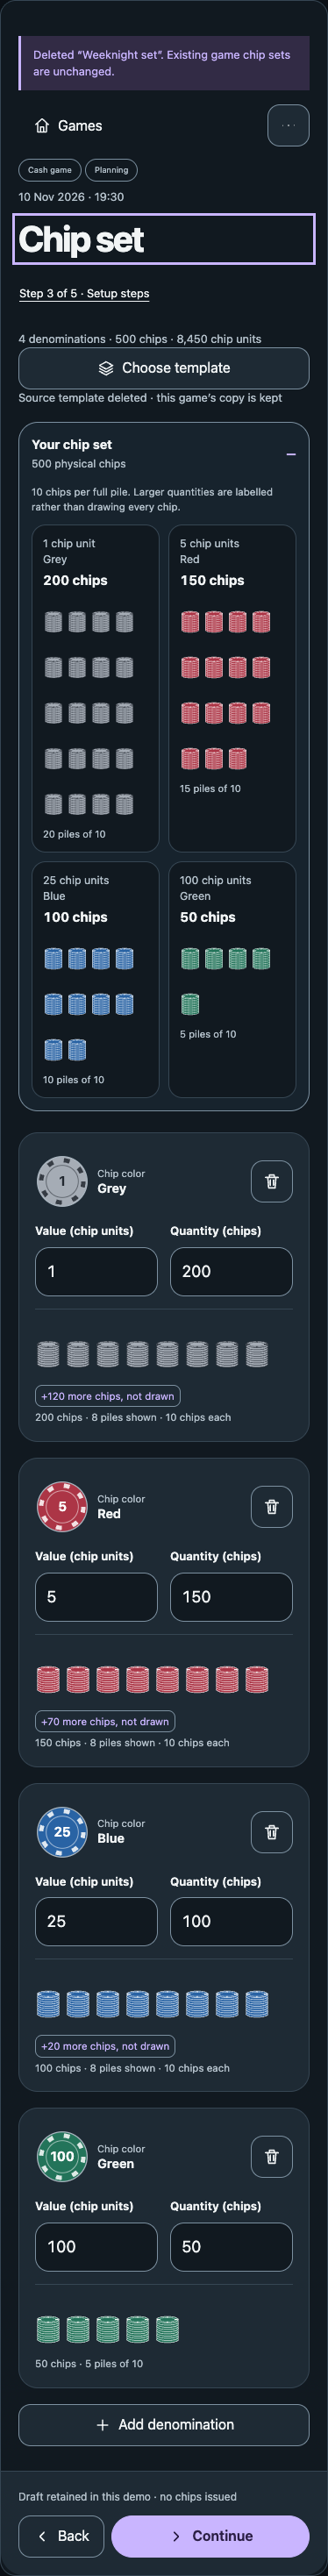 Deleted “Weeknight set”. Existing game chip sets
are unchanged.
Games
Cash game
Planning
10 Nov 2026 · 19:30
Chip set
Step 3 of 5 · Setup steps
4 denominations · 500 chips · 8,450 chip units
Choose template
Source template deleted · this game’s copy is kept
Your chip set
500 physical chips
10 chips per full pile. Larger quantities are labelled
rather than drawing every chip.
1 chip unit
Grey
200 chips
20 piles of 10
5 chip units
Red
150 chips
15 piles of 10
25 chip units
Blue
100 chips
10 piles of 10
100 chip units
Green
50 chips
5 piles of 10
1
Chip color
Grey
Value (chip units)
Quantity (chips)
1
200
+120 more chips, not drawn
200 chips · 8 piles shown · 10 chips each
5
Chip color
Red
Value (chip units)
Quantity (chips)
5
150
+70 more chips, not drawn
150 chips · 8 piles shown · 10 chips each
25
Chip color
Blue
Value (chip units)
Quantity (chips)
25
100
+20 more chips, not drawn
100 chips · 8 piles shown · 10 chips each
100
Chip color
Green
Value (chip units)
Quantity (chips)
100
50
50 chips · 5 piles of 10
Add denomination
Draft retained in this demo · no chips issued
Back
Continue